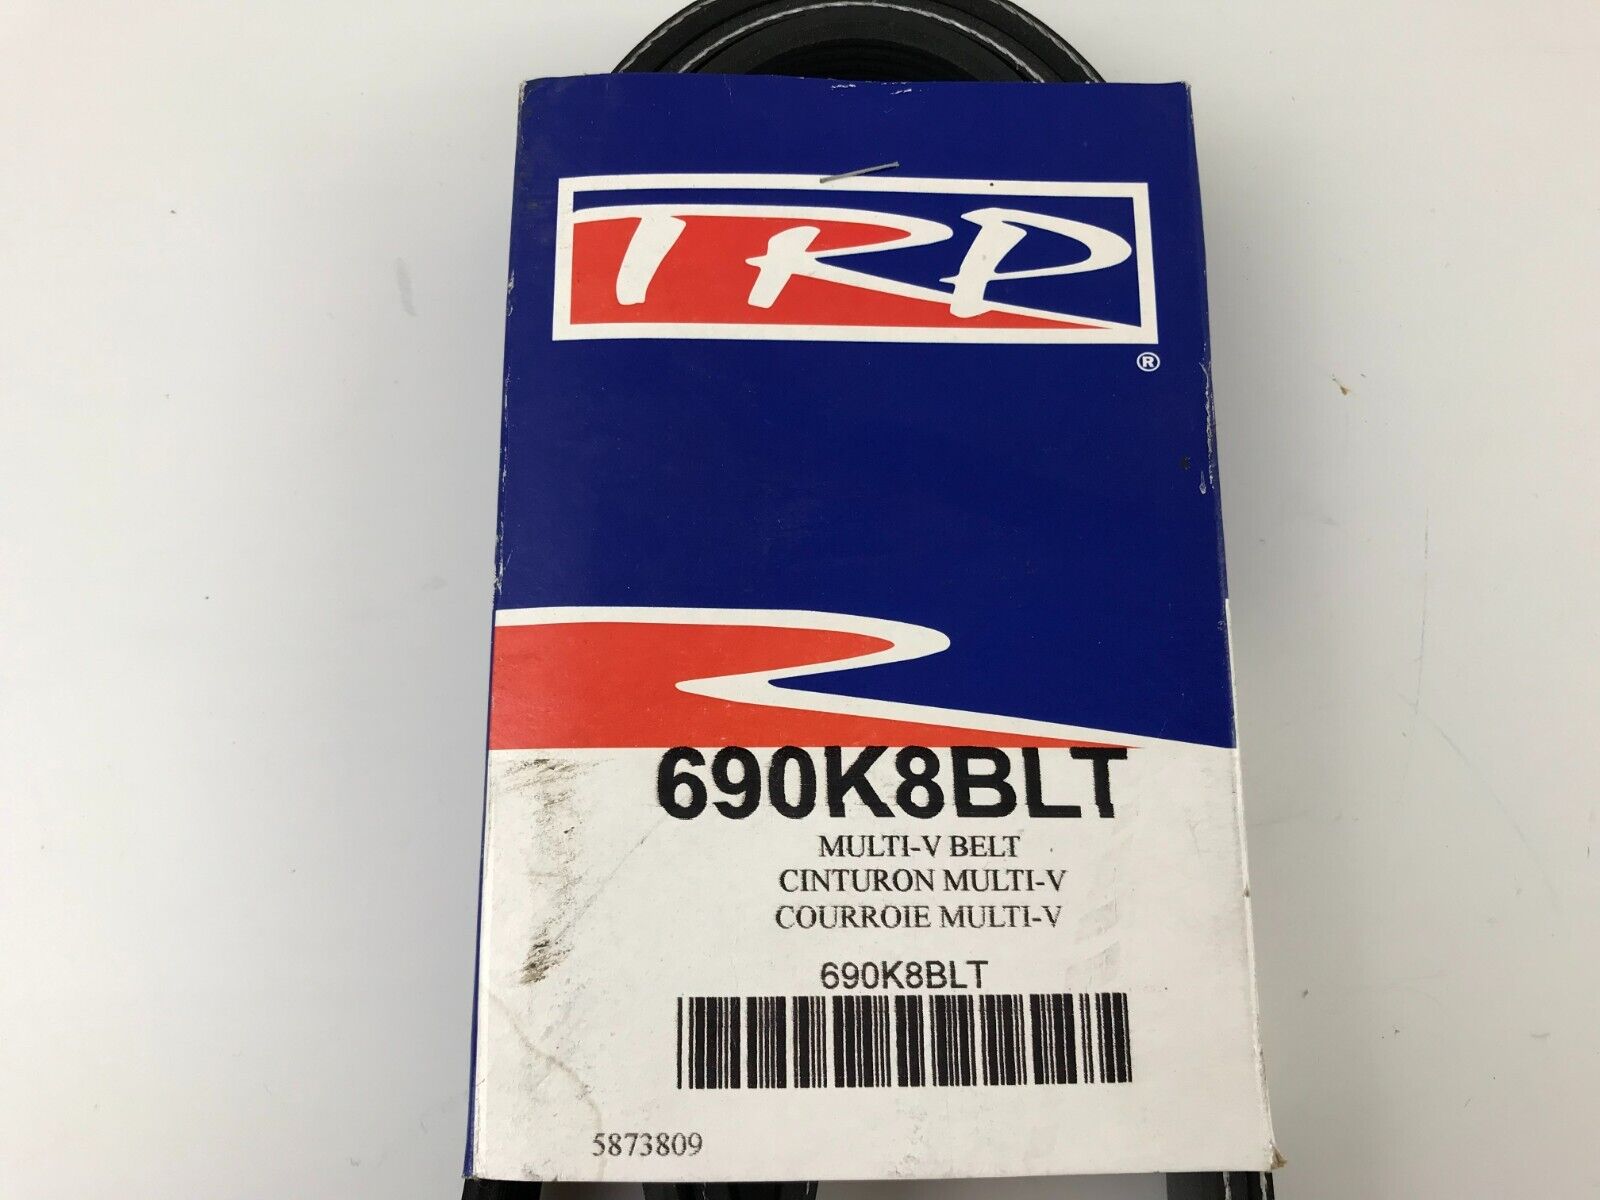 TRP
®
690K8BLT
MULTI-V BELT
CINTURON MULTI-V
COURROIE MULTI-V
690K8BLT
5873809